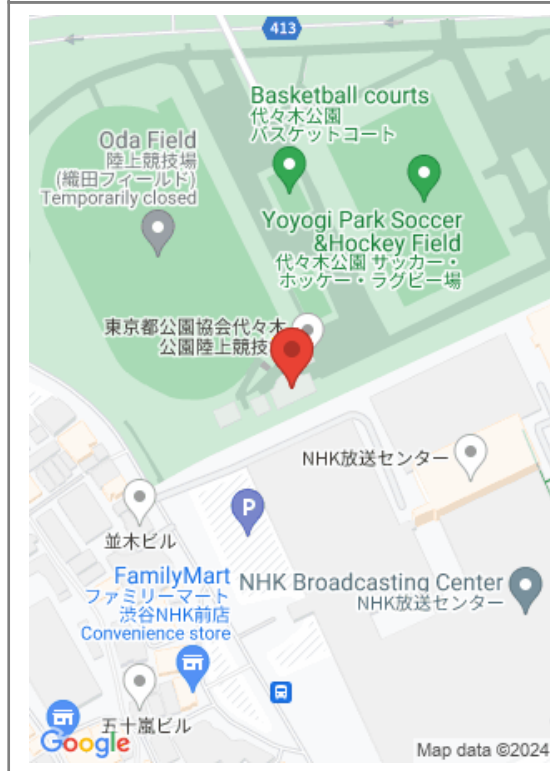 413
Basketball courts
代々木公園
バスケットコート
Oda Field
陸上競技場
(織田フィールド)
Temporarily closed
Yoyogi Park Soccer
&Hockey Field
代々木公園 サッカー・
ホッケー・ラグビー場
東京都公園協会代々木
公園陸上競技
NHK放送センター
P
並木ビル
FamilyMart
ファミリーマート
渋谷NHK前店
Convenience store
NHK Broadcasting Center
NHK放送センター
五十嵐ビル
Google
Map data ©2024